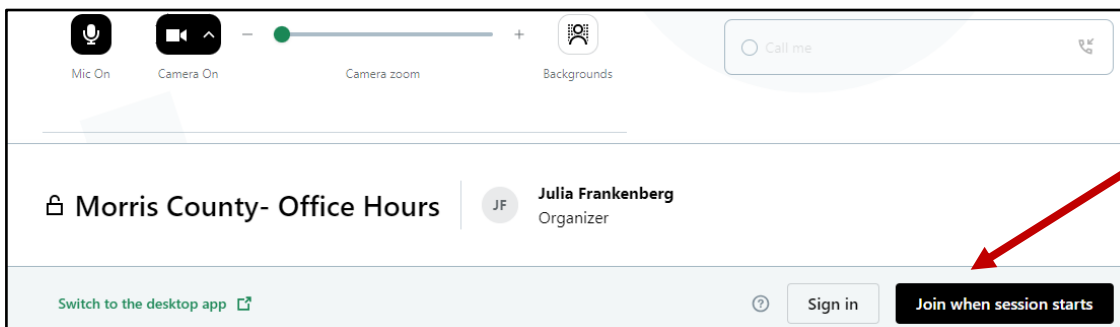 Call me
Mic On Camera On Camera zoom Backgrounds
Morris County- Office Hours
JF
Julia Frankenberg
Organizer
Switch to the desktop app
? Sign in Join when session starts